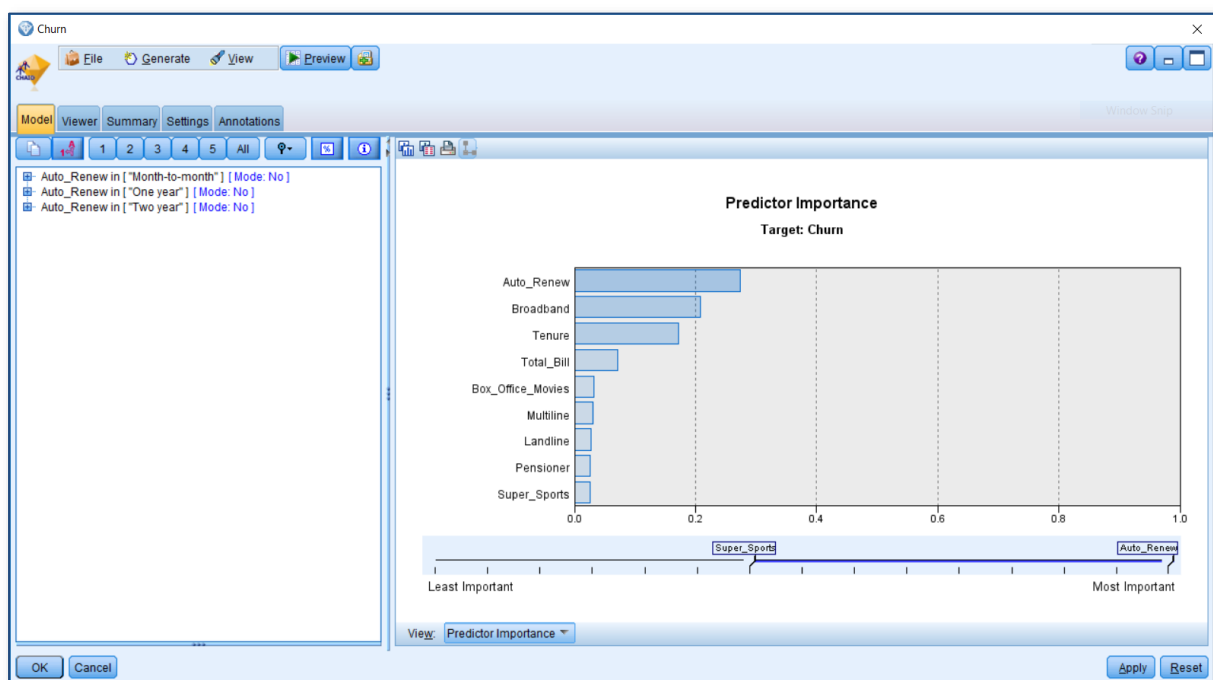 Churn
CHAID
File Generate View Preview
Window Snip
Model Viewer Summary Settings Annotations
1 2 3 4 5 All %
Auto_Renew in [ "Month-to-month" ] [ Mode: No ]
Auto_Renew in [ "One year" ] [ Mode: No ]
Auto_Renew in [ "Two year" ] [ Mode: No ]
Predictor Importance
Target: Churn
Auto_Renew
Broadband
Tenure
Total_Bill
Box_Office_Movies
Multiline
Landline
Pensioner
Super_Sports
0.0 0.2 0.4 0.6 0.8 1.0
Super_Sports Auto_Renew
Least Important Most Important
View: Predictor Importance
OK Cancel Apply Reset